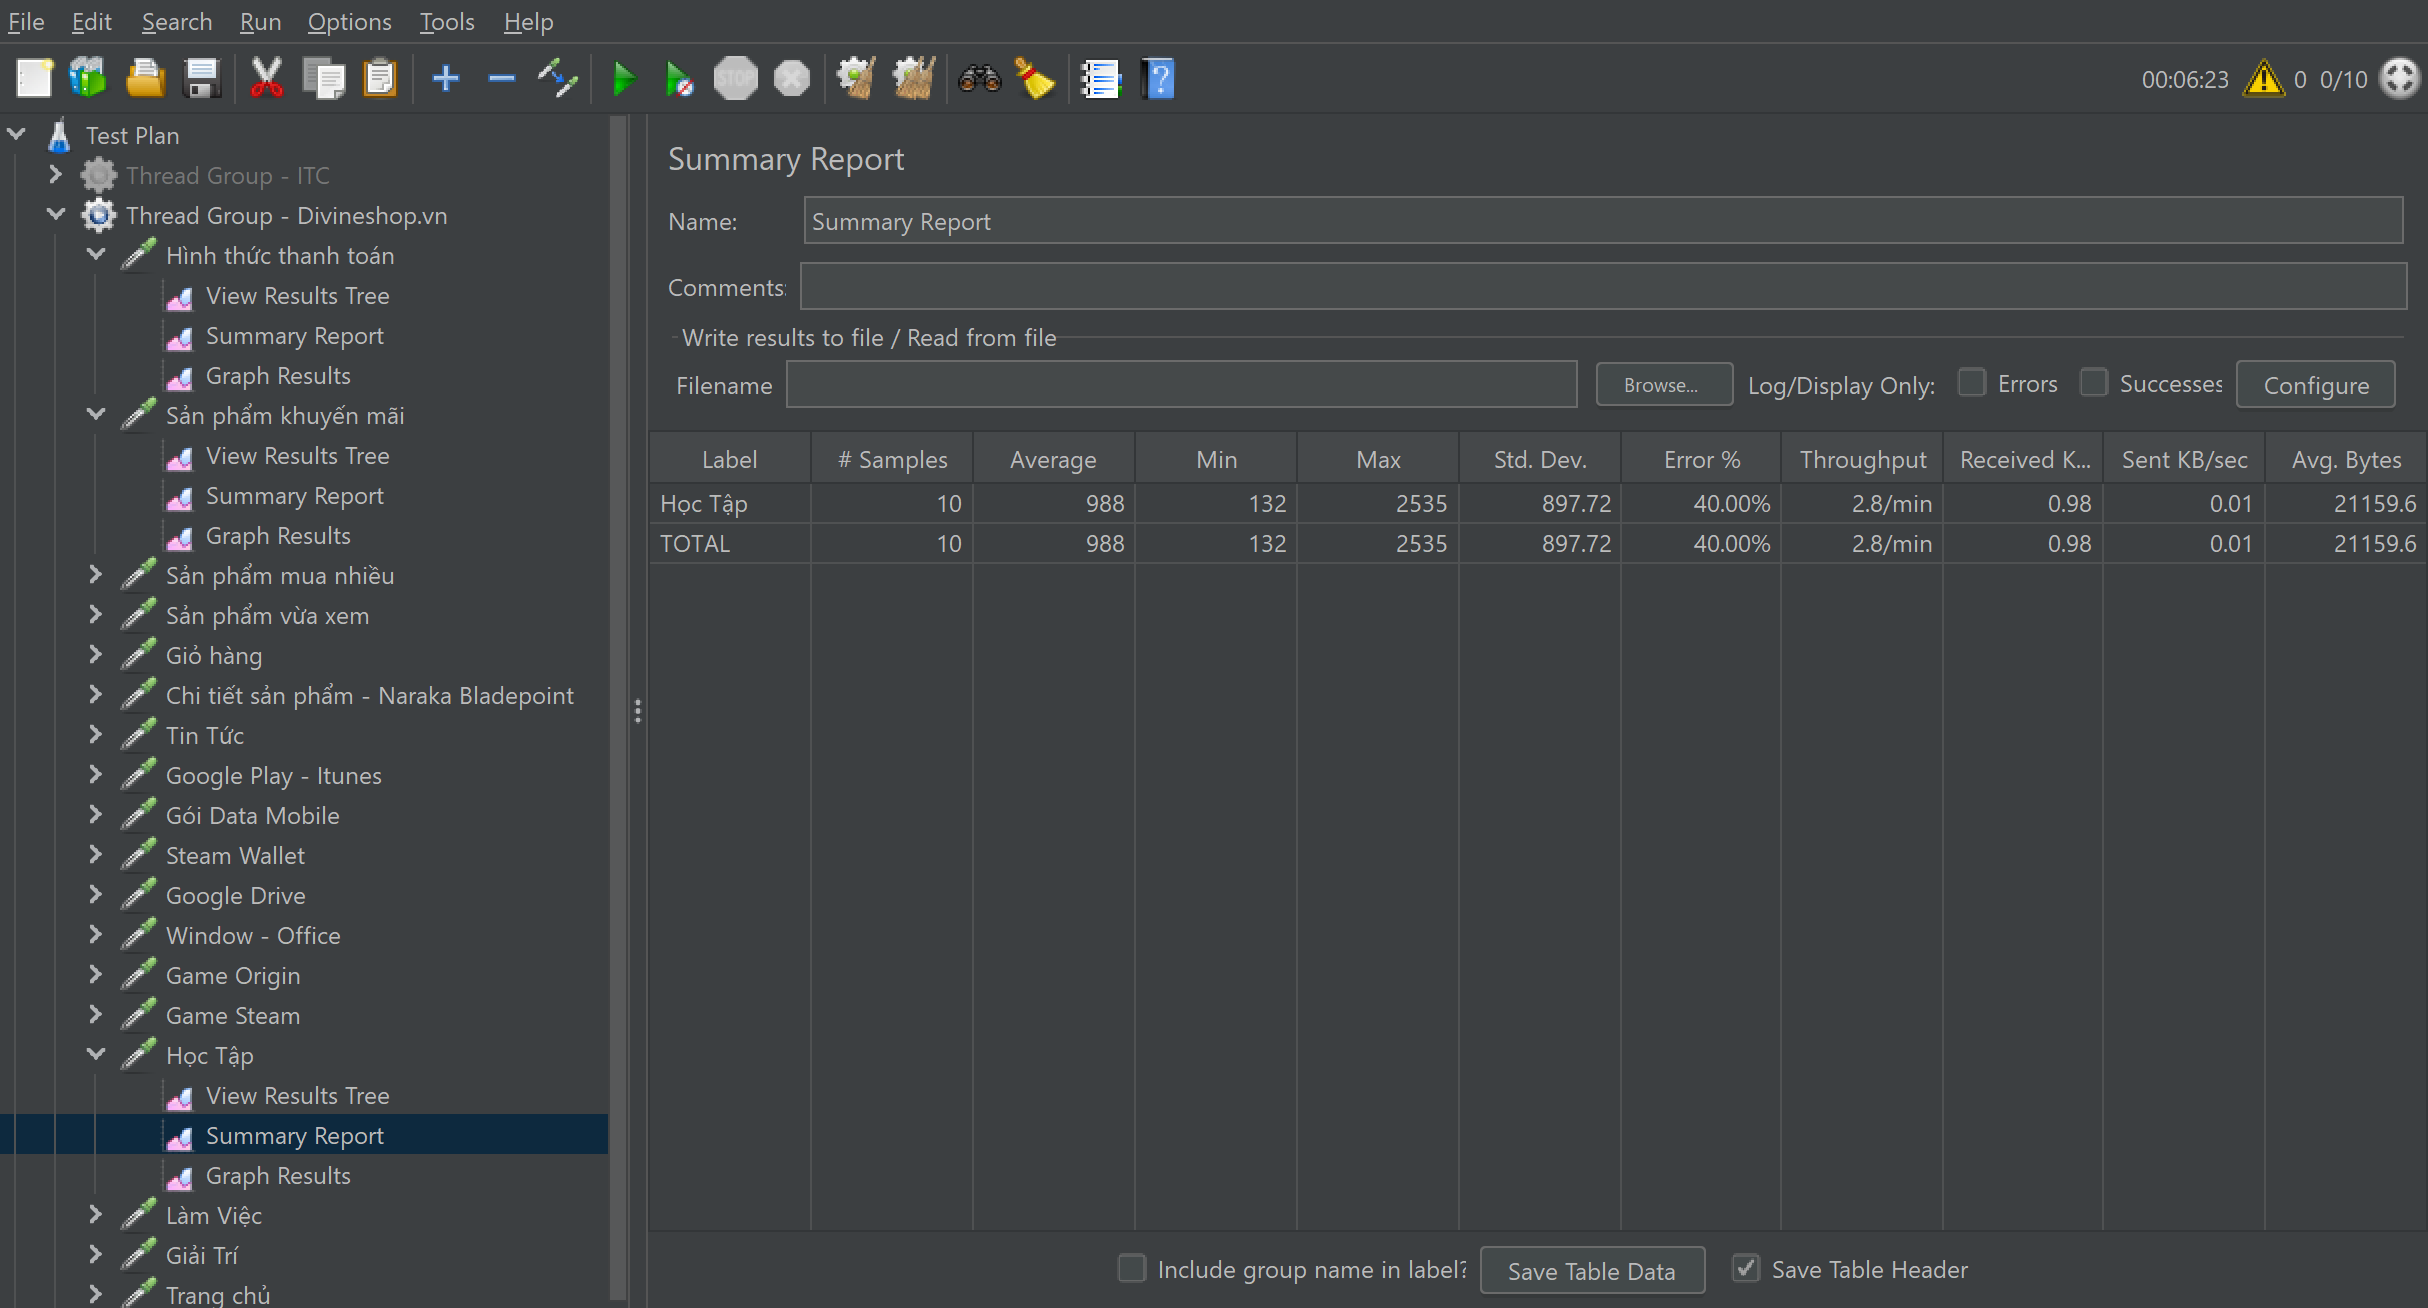 File Edit Search Run Options Tools Help
STOP
00:06:23 0 0/10
Test Plan
Thread Group - ITC
Thread Group - Divineshop.vn
Hình thức thanh toán
View Results Tree
Summary Report
Graph Results
Sản phẩm khuyến mãi
View Results Tree
Summary Report
Graph Results
Sản phẩm mua nhiều
Sản phẩm vừa xem
Giỏ hàng
Chi tiết sản phẩm - Naraka Bladepoint
Tin Tức
Google Play - Itunes
Gói Data Mobile
Steam Wallet
Google Drive
Window - Office
Game Origin
Game Steam
Học Tập
View Results Tree
Summary Report
Graph Results
Làm Việc
Giải Trí
Trang chủ
Summary Report
Name: Summary Report
Comments:
Write results to file / Read from file
Filename Browse... Log/Display Only: Errors Successes Configure
Label # Samples Average Min Max Std. Dev. Error % Throughput Received K... Sent KB/sec Avg. Bytes
Học Tập 10 988 132 2535 897.72 40.00% 2.8/min 0.98 0.01 21159.6
TOTAL 10 988 132 2535 897.72 40.00% 2.8/min 0.98 0.01 21159.6
Include group name in label? Save Table Data Save Table Header